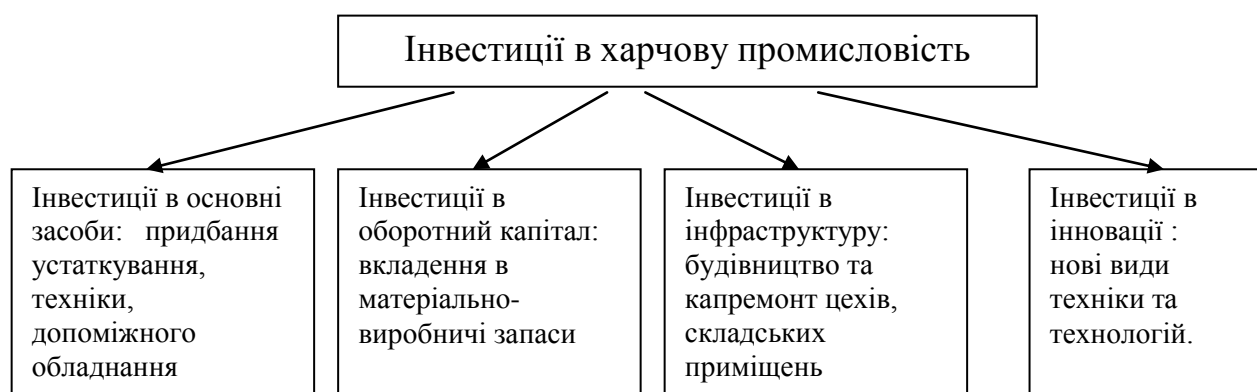 Інвестиції в харчову промисловість
Інвестиції в основні
засоби: придбання
устаткування,
техніки,
допоміжного
обладнання
Інвестиції в
оборотний капітал:
вкладення в
матеріально-
виробничі запаси
Інвестиції в
інфраструктуру:
будівництво та
капремонт цехів,
складських
приміщень
Інвестиції в
інновації :
нові види
техніки та
технологій.